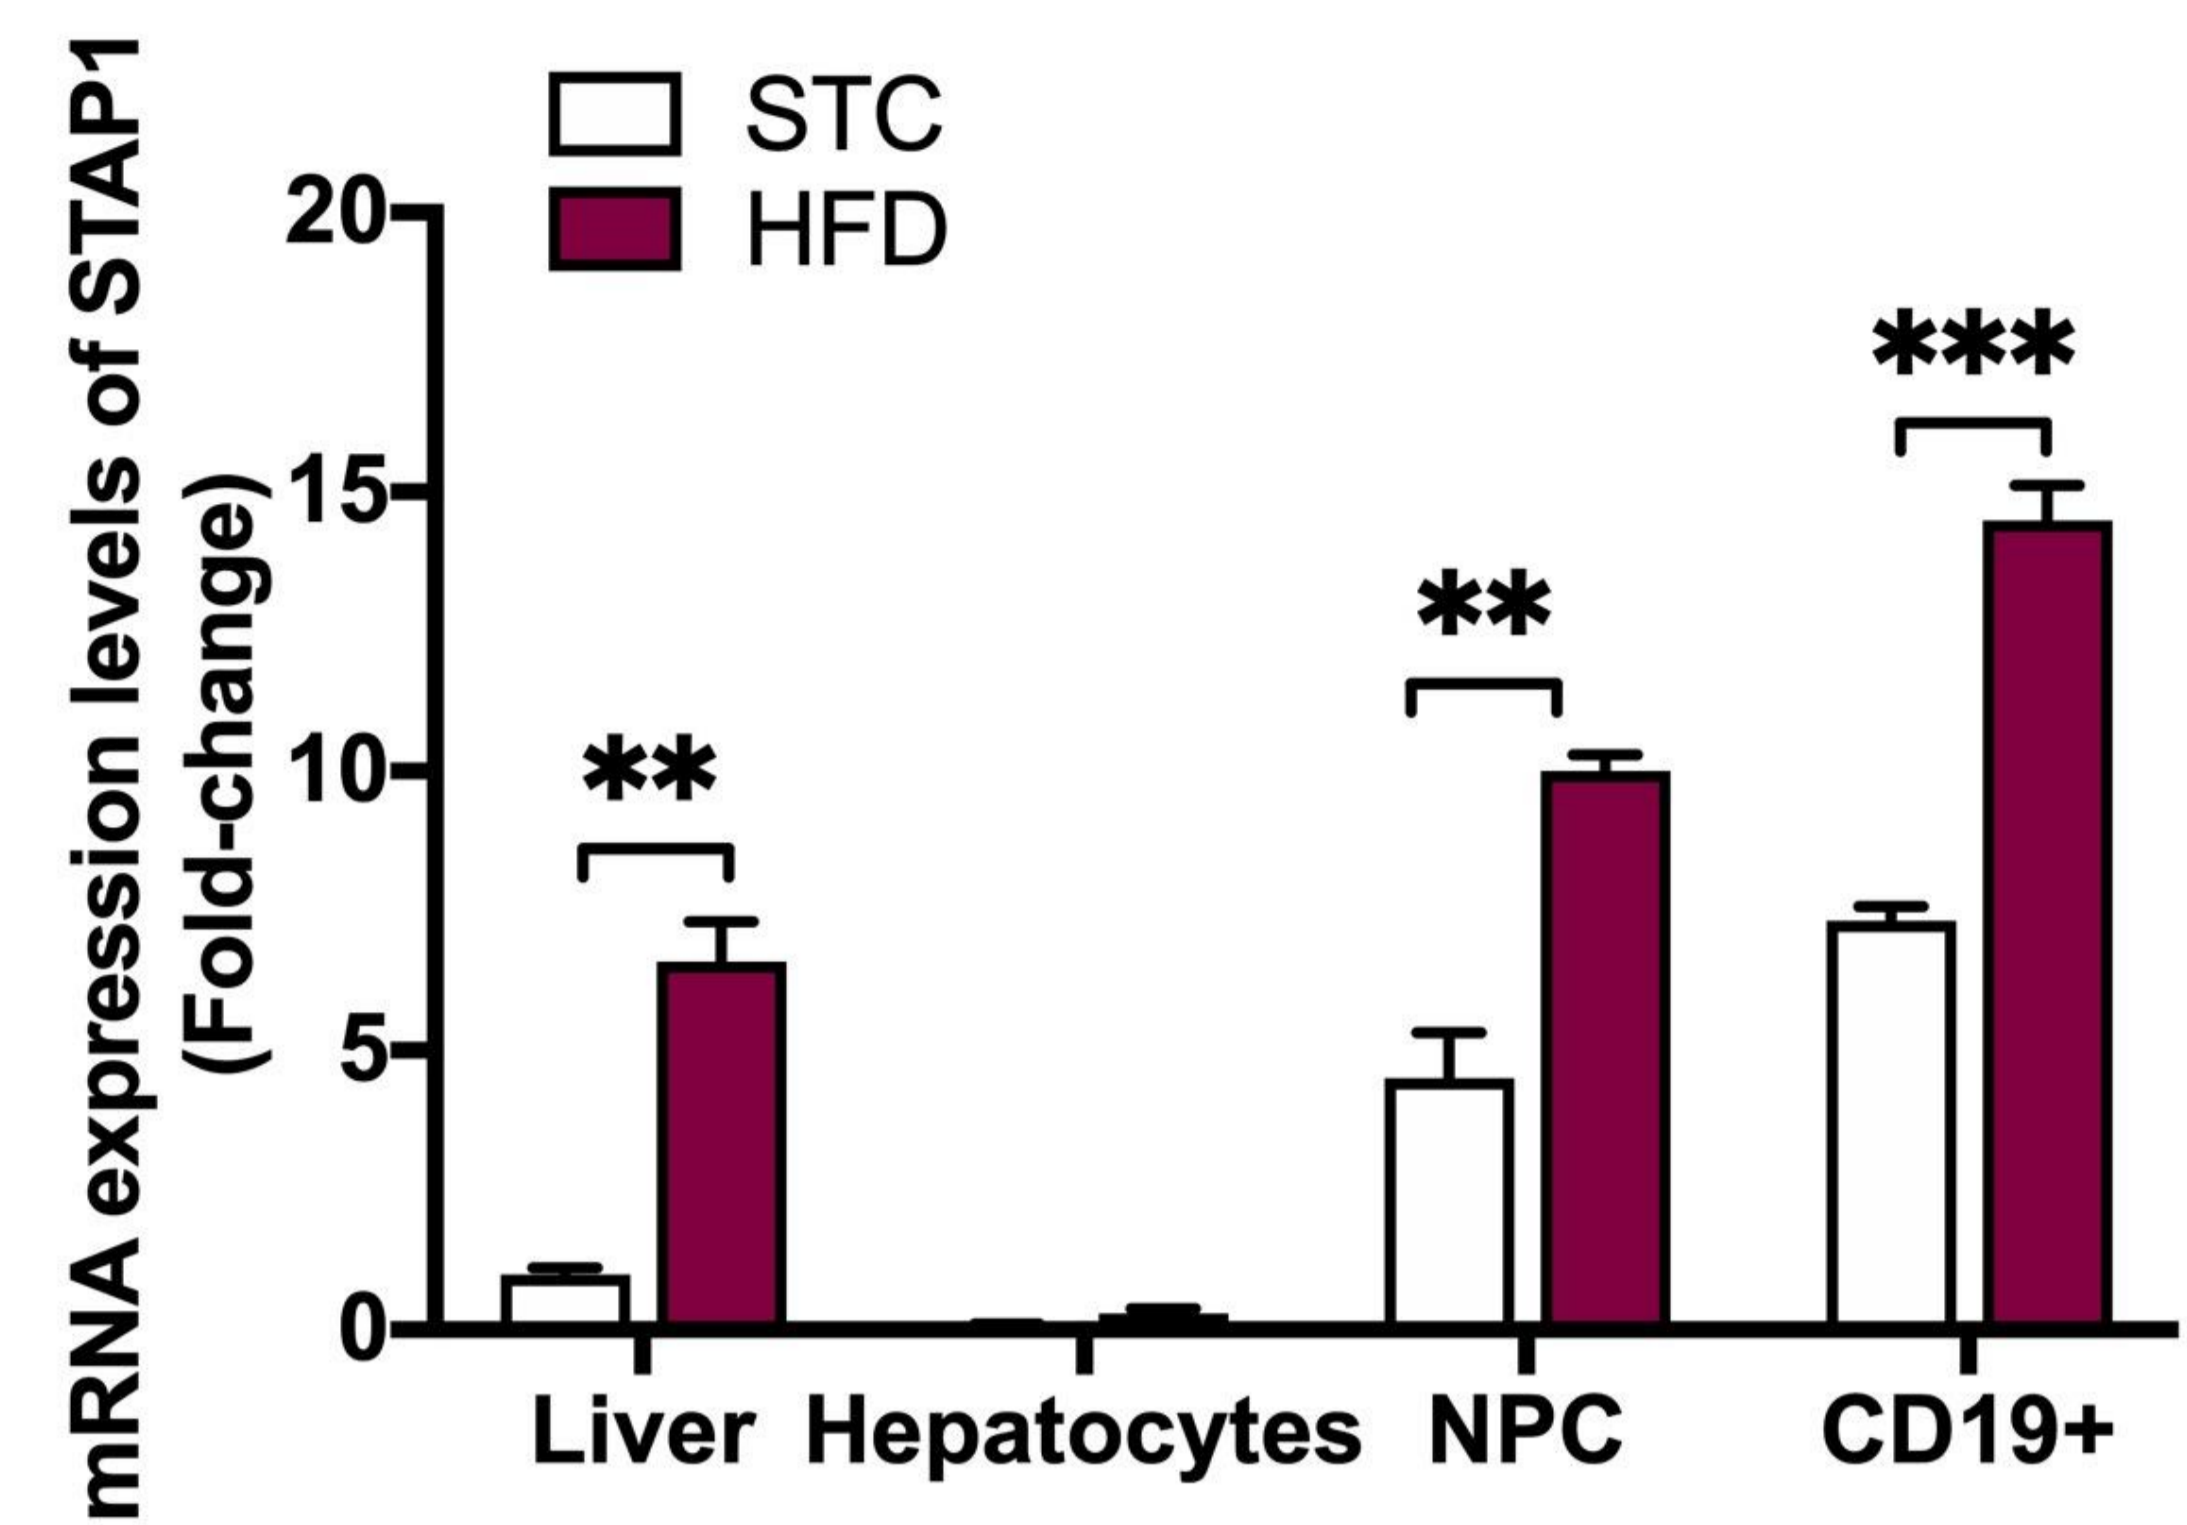 mRNA expression levels of STAP1
(Fold-change)
STC
HFD
20
15
10
5
0
**
**
***
Liver Hepatocytes NPC CD19+